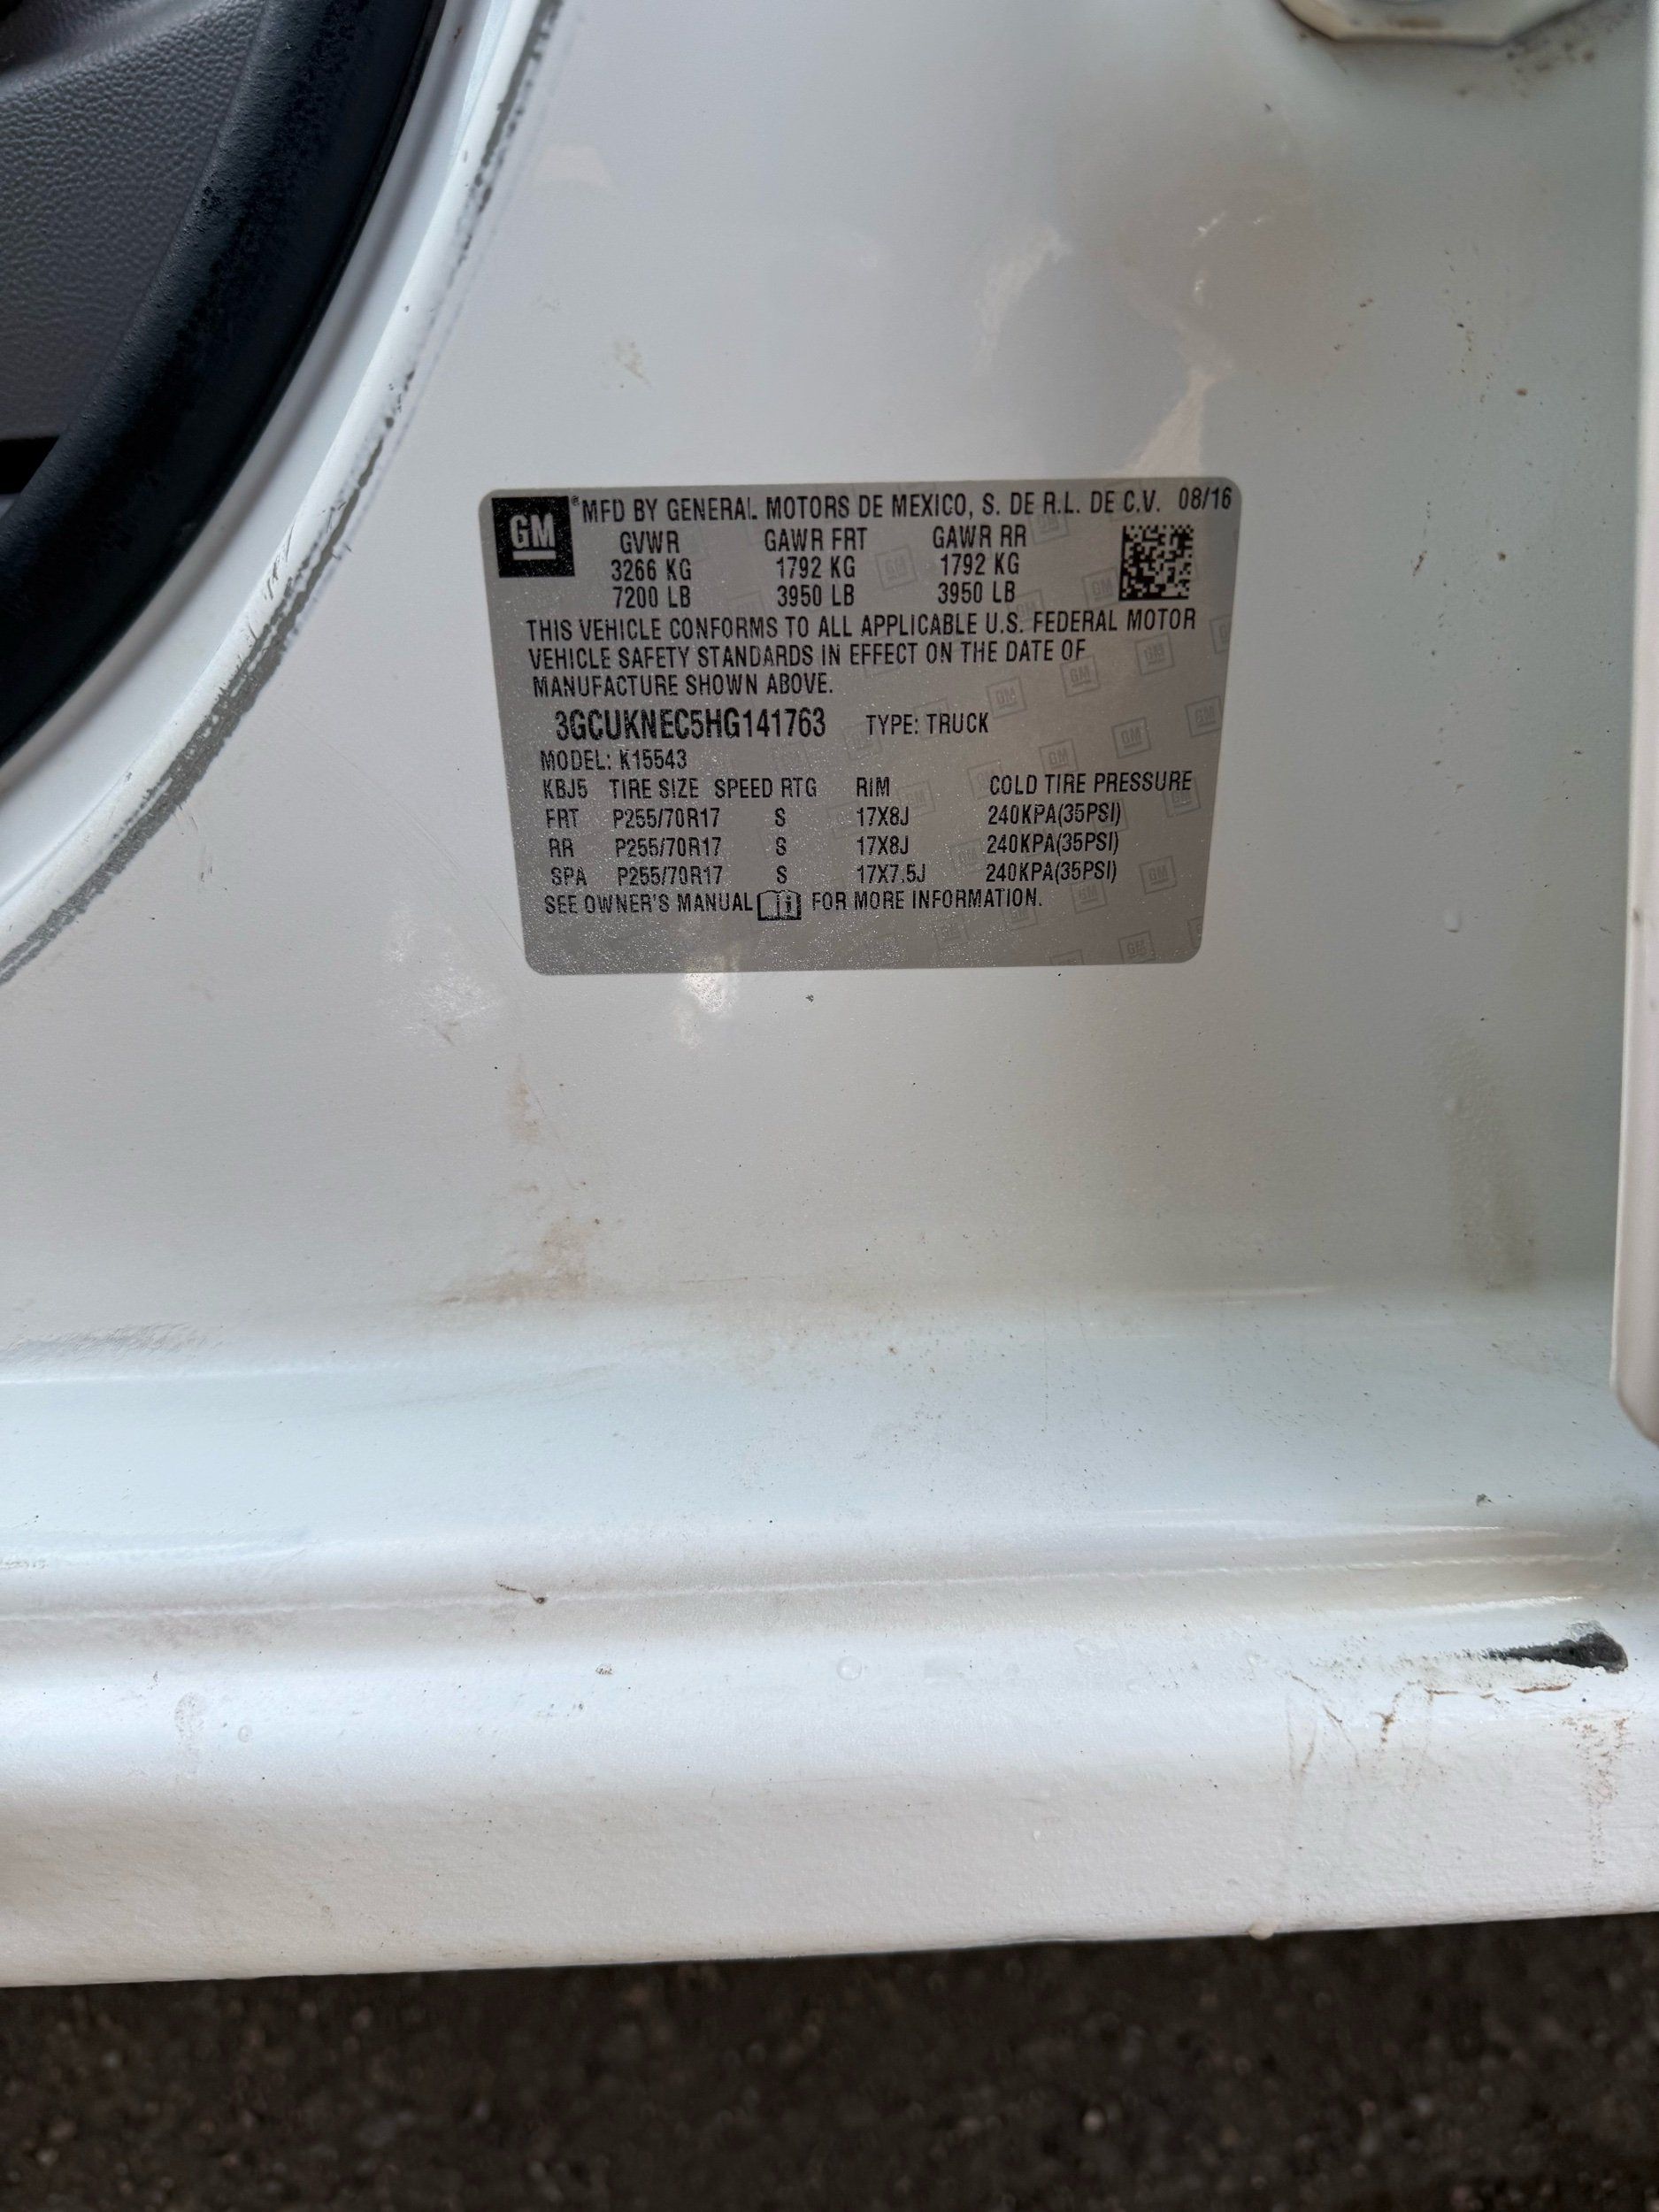 GM ® MFD BY GENERAL MOTORS DE MEXICO, S. DE R.L. DE C.V. 08/16
GVWR GAWR FRT GAWR RR
3266 KG 1792 KG 1792 KG
7200 LB 3950 LB 3950 LB
THIS VEHICLE CONFORMS TO ALL APPLICABLE U.S. FEDERAL MOTOR
VEHICLE SAFETY STANDARDS IN EFFECT ON THE DATE OF
MANUFACTURE SHOWN ABOVE.
3GCUKNEC5HG141763 TYPE: TRUCK
MODEL: K15543
KBJ5 TIRE SIZE SPEED RTG RIM COLD TIRE PRESSURE
FRT P255/70R17 S 17X8J 240KPA(35PSI)
RR P255/70R17 S 17X8J 240KPA(35PSI)
SPA P255/70R17 S 17X7.5J 240KPA(35PSI)
SEE OWNER'S MANUAL FOR MORE INFORMATION.